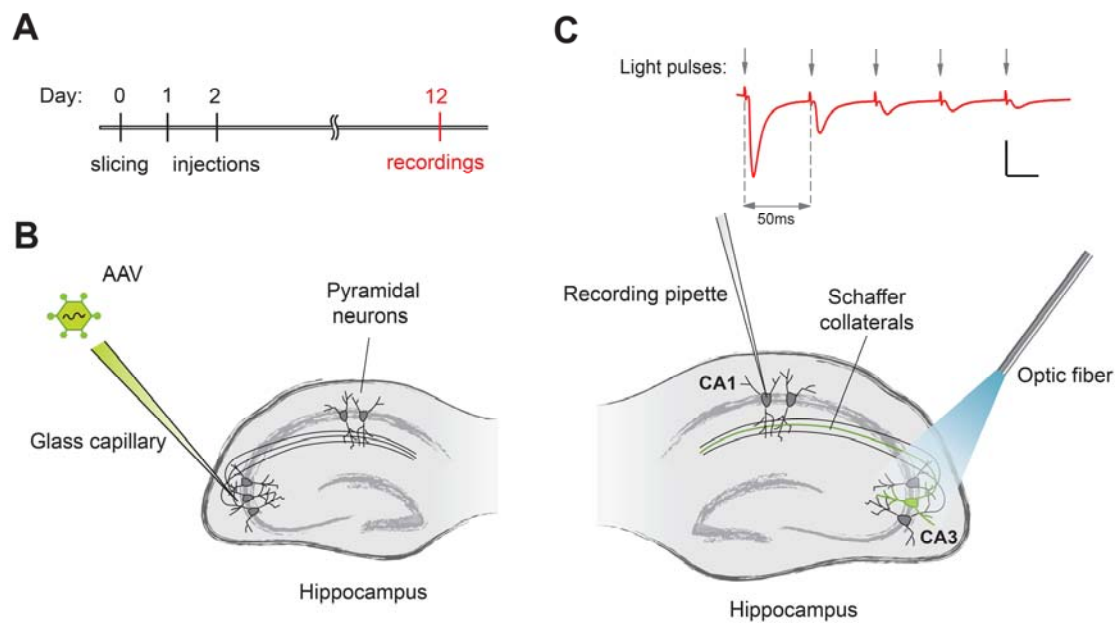 A
Day: 0 1 2 12
slicing injections recordings
B
AAV
Glass capillary
Pyramidal
neurons
Hippocampus
C
Light pulses:
50ms
Recording pipette
Schaffer
collaterals
Optic fiber
CA1
CA3
Hippocampus